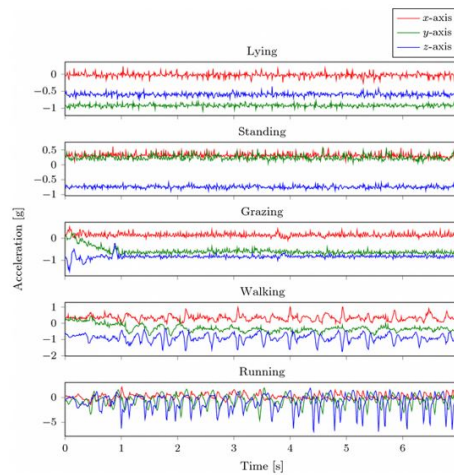 x-axis
y-axis
z-axis
Lying
0
−0.5
−1
Standing
0.5
0
−0.5
−1
Acceleration [g]
Grazing
0
−1
Walking
1
0
−1
−2
Running
0
−5
0 1 2 3 4 5 6
Time [s]